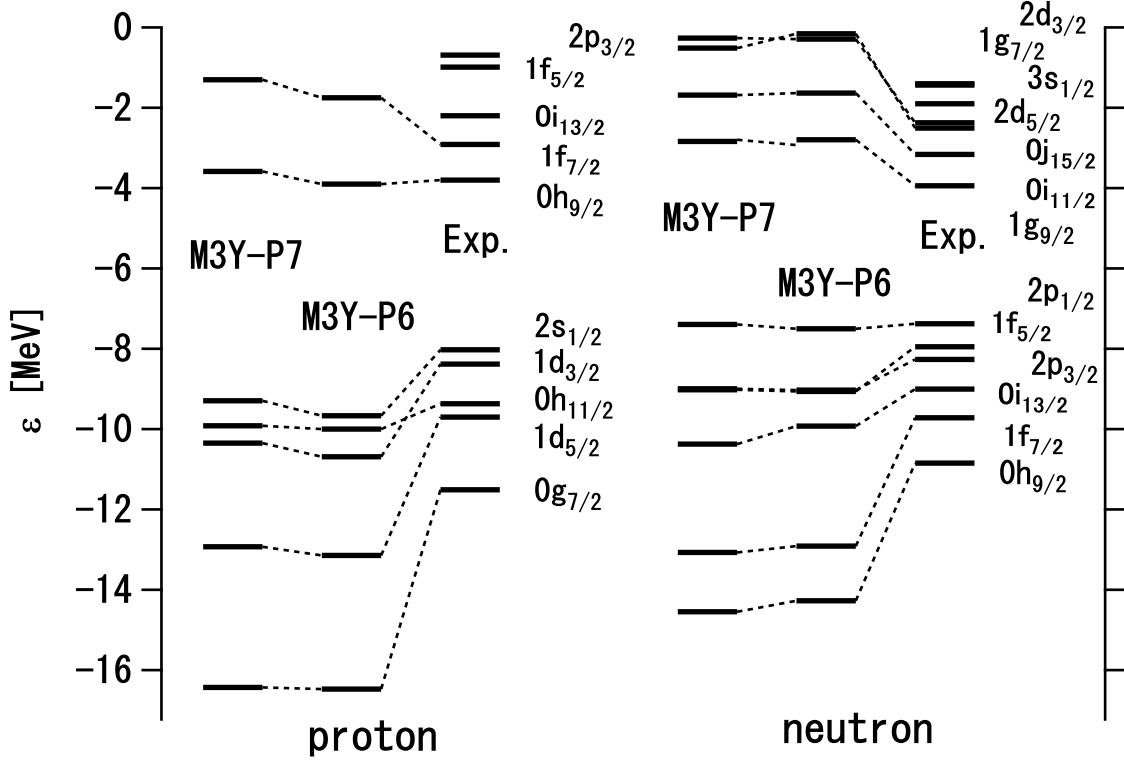 0
−2
−4
−6
−8
−10
−12
−14
−16
ε [MeV]
2p3/2
1f5/2
0i13/2
1f7/2
0h9/2
Exp.
M3Y−P7
M3Y−P6
2s1/2
1d3/2
0h11/2
1d5/2
0g7/2
proton
2d3/2
1g7/2
3s1/2
2d5/2
0j15/2
0i11/2
1g9/2
M3Y−P7
Exp.
M3Y−P6
2p1/2
1f5/2
2p3/2
0i13/2
1f7/2
0h9/2
neutron